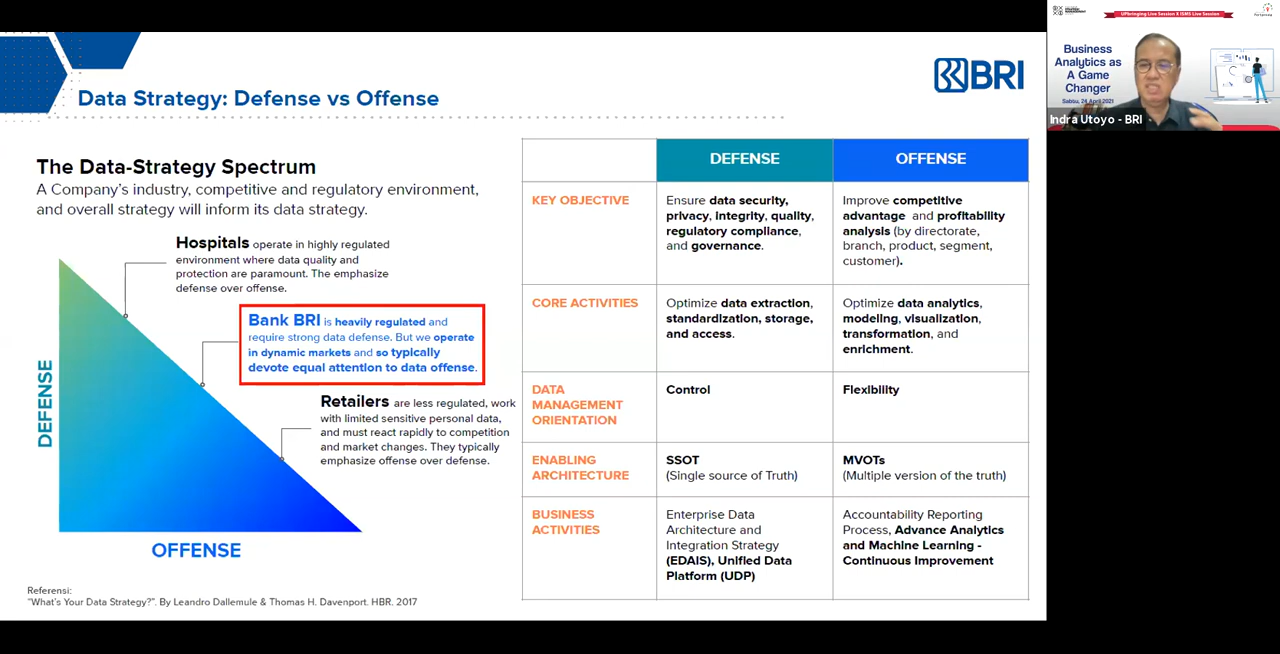 Data Strategy: Defense vs Offense
BRI
The Data-Strategy Spectrum
A Company's industry, competitive and regulatory environment,
and overall strategy will inform its data strategy.
Hospitals operate in highly regulated
environment where data quality and
protection are paramount. The emphasize
defense over offense.
Bank BRI is heavily regulated and
require strong data defense. But we operate
in dynamic markets and so typically
devote equal attention to data offense.
Retailers are less regulated, work
with limited sensitive personal data,
and must react rapidly to competition
and market changes. They typically
emphasize offense over defense.
DEFENSE
OFFENSE
Referensi:
"What's Your Data Strategy?". By Leandro Dallemule & Thomas H. Davenport. HBR, 2017
DEFENSE
OFFENSE
KEY OBJECTIVE
Ensure data security,
privacy, integrity, quality,
regulatory compliance,
and governance.
Improve competitive
advantage and profitability
analysis (by directorate,
branch, product, segment,
customer).
CORE ACTIVITIES
Optimize data extraction,
standardization, storage,
and access.
Optimize data analytics,
modeling, visualization,
transformation, and
enrichment.
DATA
MANAGEMENT
ORIENTATION
Control
Flexibility
ENABLING
ARCHITECTURE
SSOT
(Single source of Truth)
MVOTs
(Multiple version of the truth)
BUSINESS
ACTIVITIES
Enterprise Data
Architecture and
Integration Strategy
(EDAIS), Unified Data
Platform (UDP)
Accountability Reporting
Process, Advance Analytics
and Machine Learning -
Continuous Improvement
UPbringing Live Session X ISMS Live Session
Business
Analytics as
A Game
Changer
Sabtu, 24 April 2021
Indra Utoyo - BRI